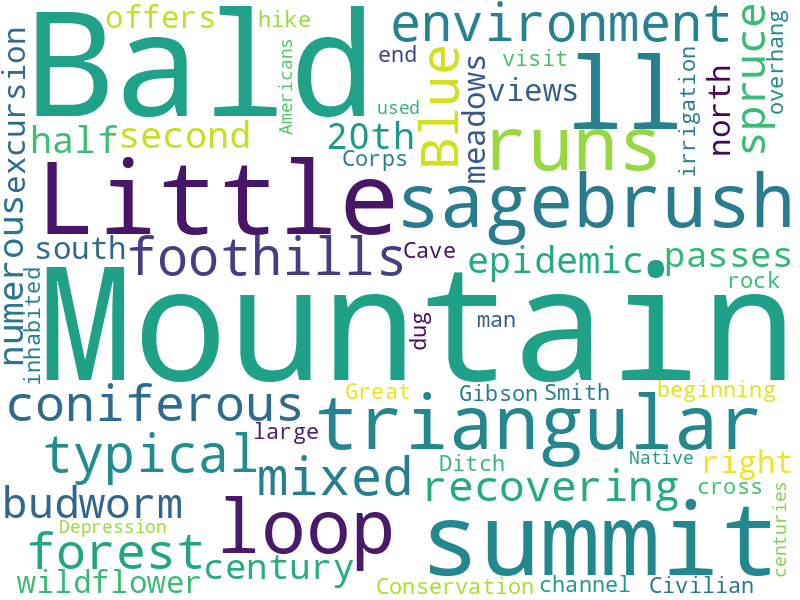 Bald
offers
hike
Americans
end
environment
spruce
overhang
excursion
half
second
20th
Corps
used
Blue
meadows
views
visit
ll
irrigation
north
runs
Little
sagebrush
numerous
south
foothills
Cave
epidemic
passes
rock
inhabited
Mountain
dug
man
coniferous
Great
Gibson
Smith
beginning
triangular
large
typical
mixed
Ditch
Native
right
recovering
cross
budworm
loop
summit
centuries
Depression
forest
century
wildflower
Conservation
channel
Civilian